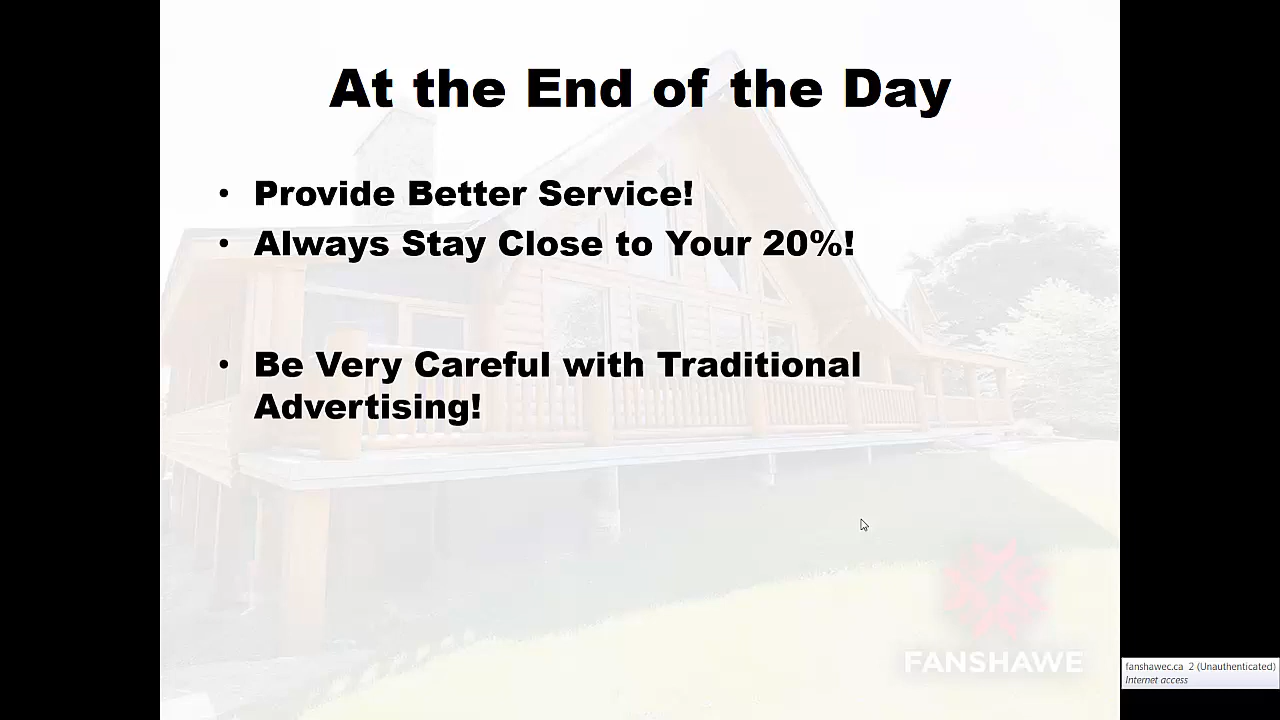 At the End of the Day
• Provide Better Service!
• Always Stay Close to Your 20%!
• Be Very Careful with Traditional
Advertising!
FANSHAWE
fanshawec.ca 2 (Unauthenticated)
Internet access